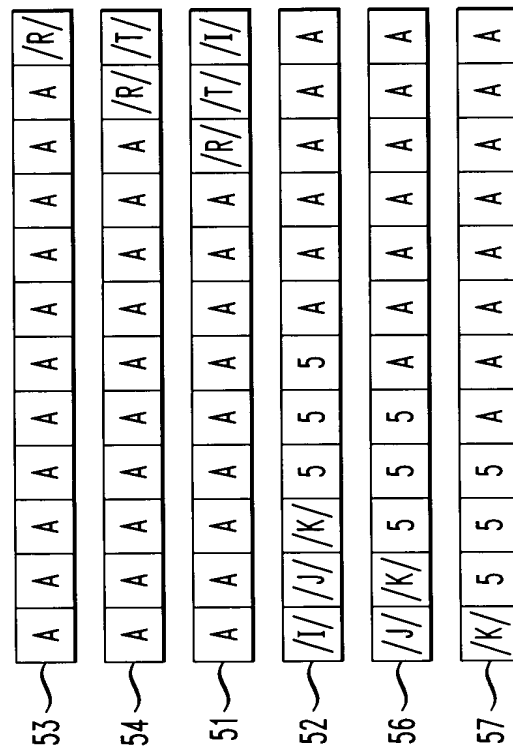 53 A A A A A A A A A A A /R/
54 A A A A A A A A A A /R/ /T/
51 A A A A A A A A A /R/ /T/ /I/
52 /I/ /J/ /K/ 5 5 5 A A A A A A
56 /J/ /K/ 5 5 5 A A A A A A A
57 /K/ 5 5 5 A A A A A A A A